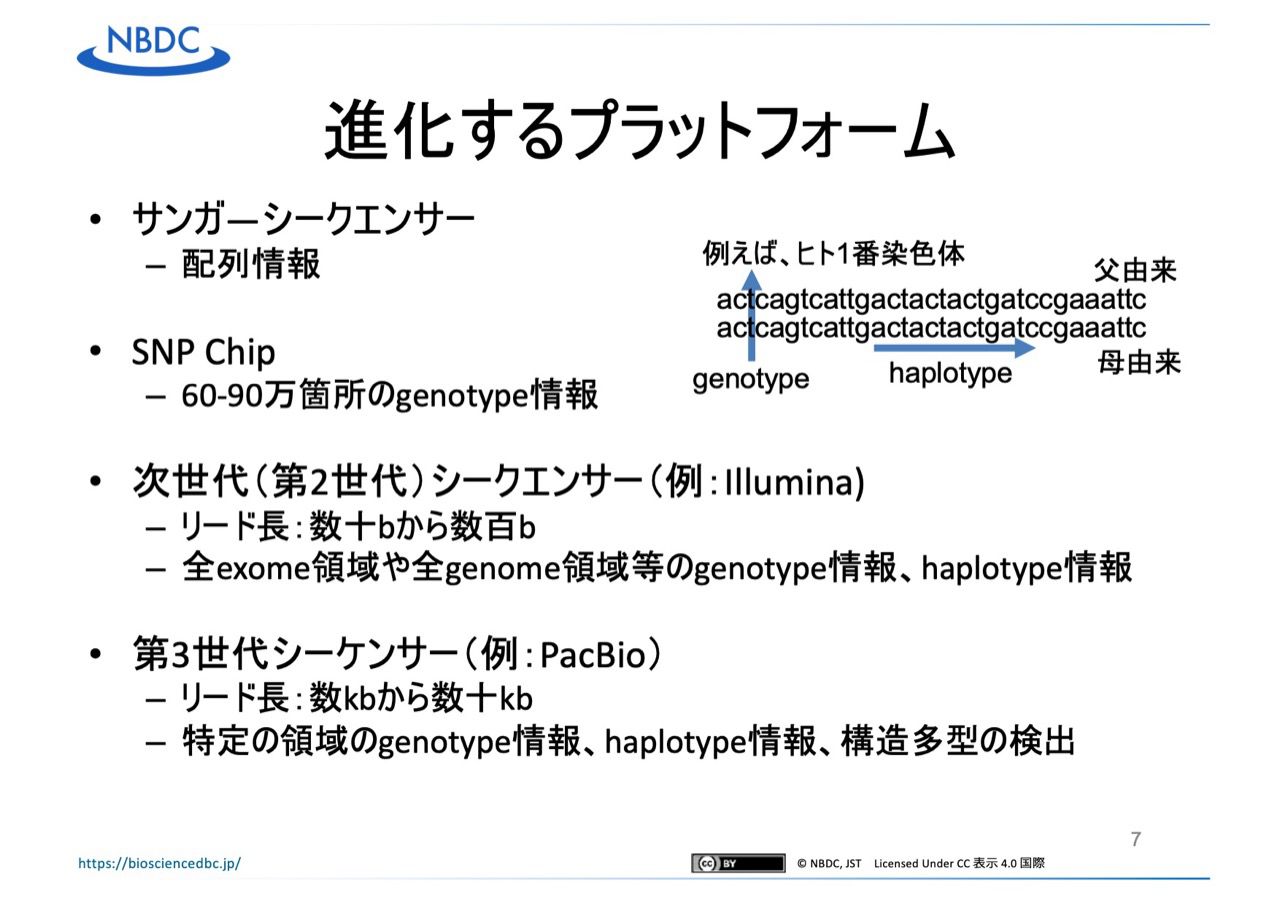 NBDC
進化するプラットフォーム
• サンガーシークエンサー
– 配列情報
• SNP Chip
– 60-90万箇所のgenotype情報
例えば、ヒト1番染色体
父由来
actcagtcattgactactactgatccgaaattc
actcagtcattgactactactgatccgaaattc
母由来
genotype
haplotype
• 次世代（第2世代）シークエンサー（例：Illumina)
– リード長：数十bから数百b
– 全exome領域や全genome領域等のgenotype情報、haplotype情報
• 第3世代シーケンサー（例：PacBio）
– リード長：数kbから数十kb
– 特定の領域のgenotype情報、haplotype情報、構造多型の検出
7
https://biosciencedbc.jp/
cc BY
© NBDC, JST Licensed Under CC 表示 4.0 国際